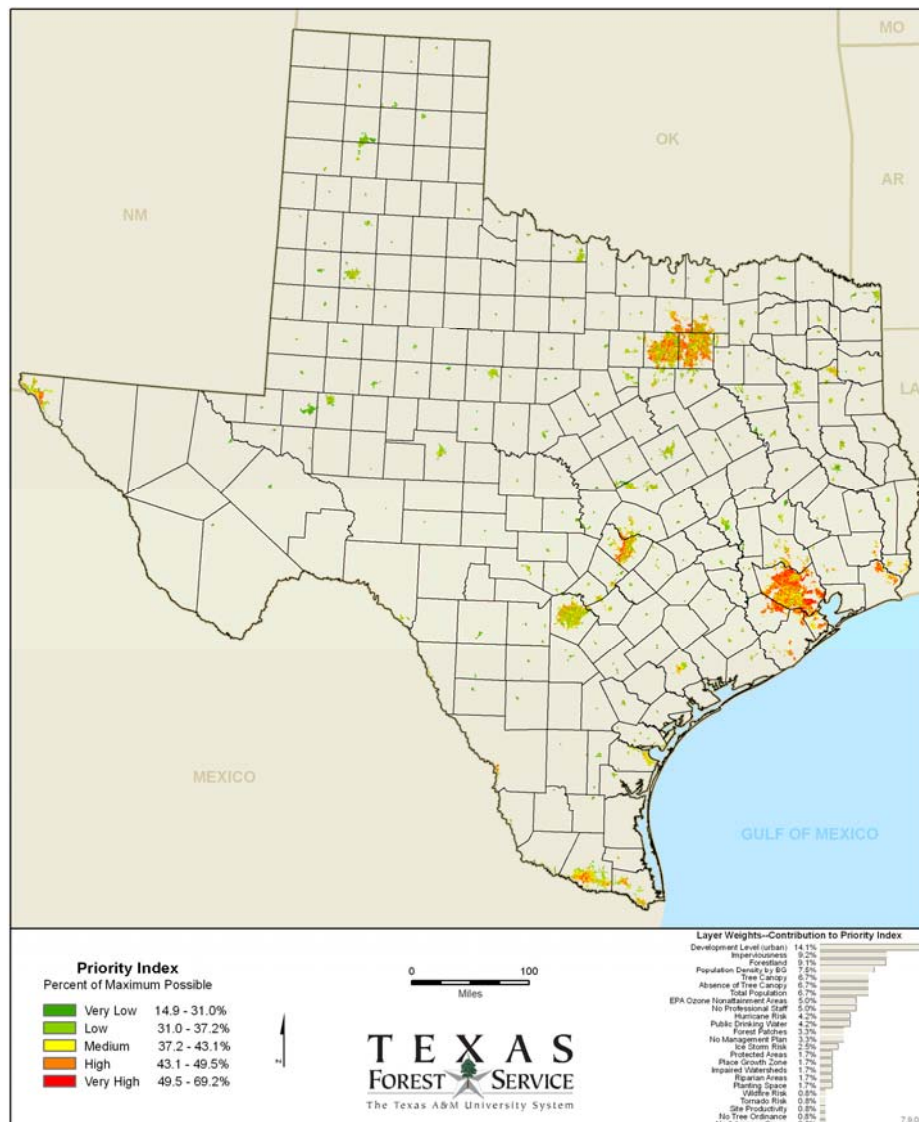 MO
OK
AR
NM
LA
MEXICO
GULF OF MEXICO
Priority Index
Percent of Maximum Possible
Very Low 14.9 - 31.0%
Low 31.0 - 37.2%
Medium 37.2 - 43.1%
High 43.1 - 49.5%
Very High 49.5 - 69.2%
0 100
Miles
TEXAS
FOREST SERVICE
The Texas A&M University System
Layer Weights--Contribution to Priority Index
Development Level (urban) 14.1%
Imperviousness 9.2%
Forestland 9.1%
Population Density by BG 7.5%
Tree Canopy 6.7%
Absence of Tree Canopy 6.7%
Total Population 6.7%
EPA Ozone Nonattainment Areas 5.0%
No Professional Staff 5.0%
Hurricane Risk 4.2%
Public Drinking Water 4.2%
Forest Patches 3.3%
No Management Plan 3.3%
Ice Storm Risk 2.5%
Protected Areas 1.7%
Place Growth Zone 1.7%
Impaired Watersheds 1.7%
Riparian Areas 1.7%
Planting Space 1.7%
Wildfire Risk 0.8%
Tornado Risk 0.8%
Site Productivity 0.8%
No Tree Ordinance 0.8%